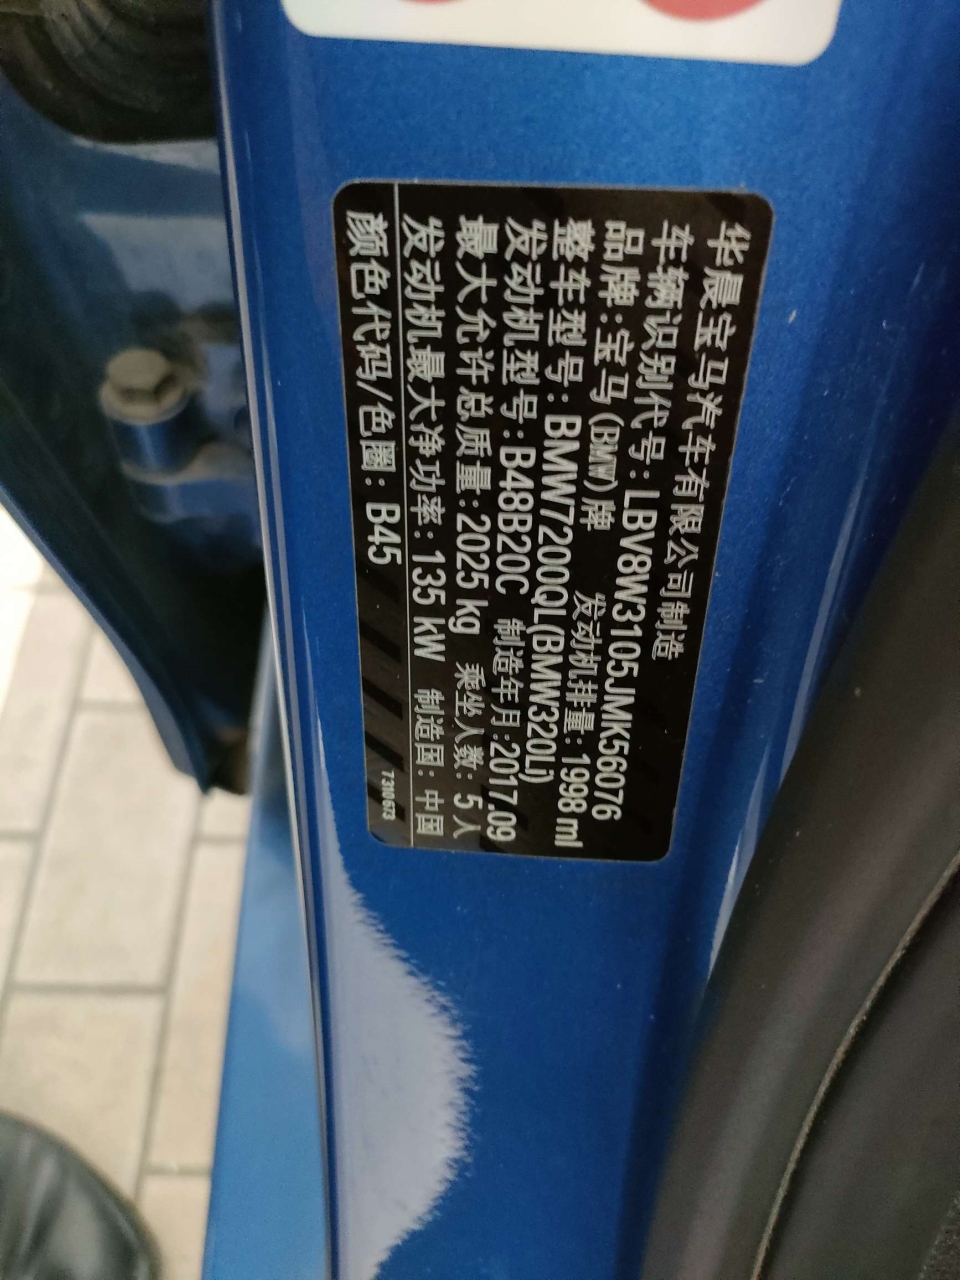 华晨宝马汽车有限公司制造
车辆识别代号：LBV8W3105JMK56076
品牌：宝马(BMW)牌 发动机排量：1998 ml
整车型号：BMW7200QL(BMW320Li)
发动机型号：B48B20C 制造年月：2017.09
最大允许总质量：2025 kg 乘坐人数：5人
发动机最大净功率：135 kW 制造国：中国
颜色代码/色圈：B45 7310673